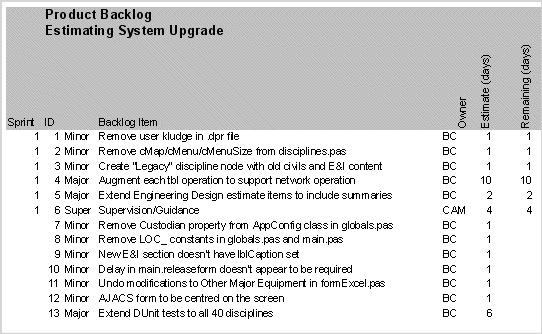 Product Backlog
Estimating System Upgrade
Sprint ID Backlog Item Owner Estimate (days) Remaining (days)
1 1 Minor Remove user kludge in .dpr file BC 1 1
1 2 Minor Remove cMap/cMenu/cMenuSize from disciplines.pas BC 1 1
1 3 Minor Create "Legacy" discipline node with old civils and E&I content BC 1 1
1 4 Major Augment each tbl operation to support network operation BC 10 10
1 5 Major Extend Engineering Design estimate items to include summaries BC 2 2
1 6 Super Supervision/Guidance CAM 4 4
7 Minor Remove Custodian property from AppConfig class in globals.pas BC 1
8 Minor Remove LOC_ constants in globals.pas and main.pas BC 1
9 Minor New E&I section doesn't have lblCaption set BC 1
10 Minor Delay in main.releaseform doesn't appear to be required BC 1
11 Minor Undo modifications to Other Major Equipment in formExcel.pas BC 1
12 Minor AJACS form to be centred on the screen BC 1
13 Major Extend DUnit tests to all 40 disciplines BC 6